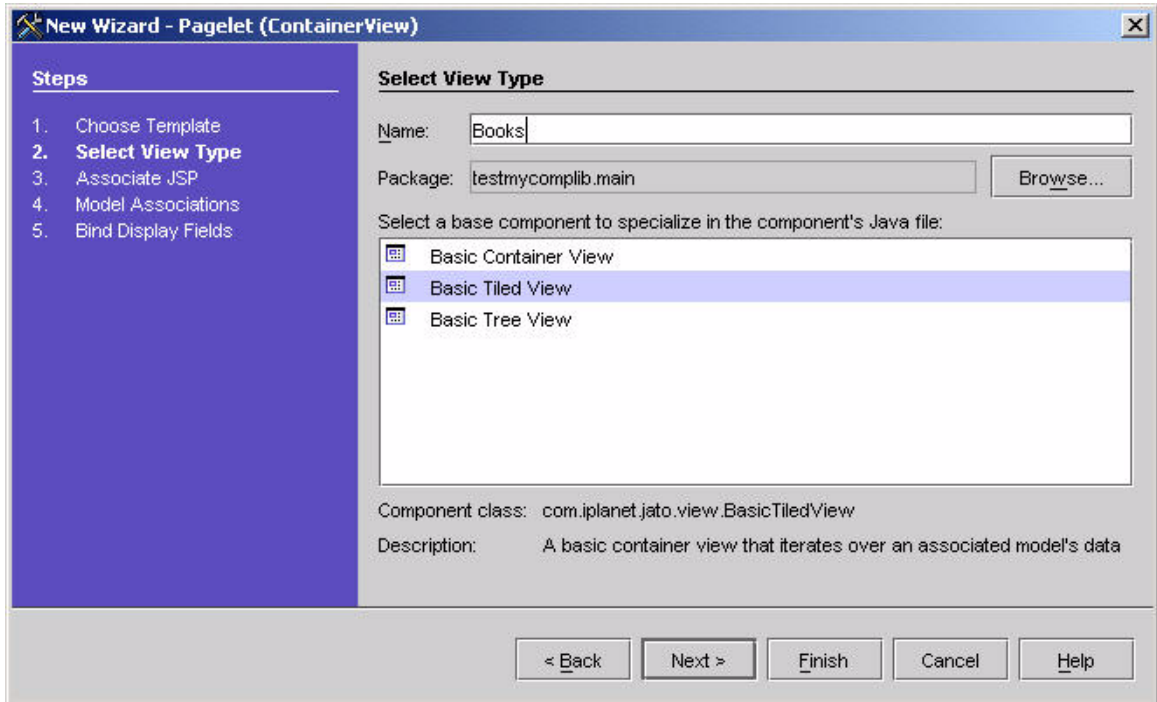 New Wizard - Pagelet (ContainerView)
Steps
1. Choose Template
2. Select View Type
3. Associate JSP
4. Model Associations
5. Bind Display Fields
Select View Type
Name: Books
Package: testmycomplib.main Browse...
Select a base component to specialize in the component's Java file:
Basic Container View
Basic Tiled View
Basic Tree View
Component class: com.iplanet.jato.view.BasicTiledView
Description: A basic container view that iterates over an associated model's data
< Back Next > Finish Cancel Help